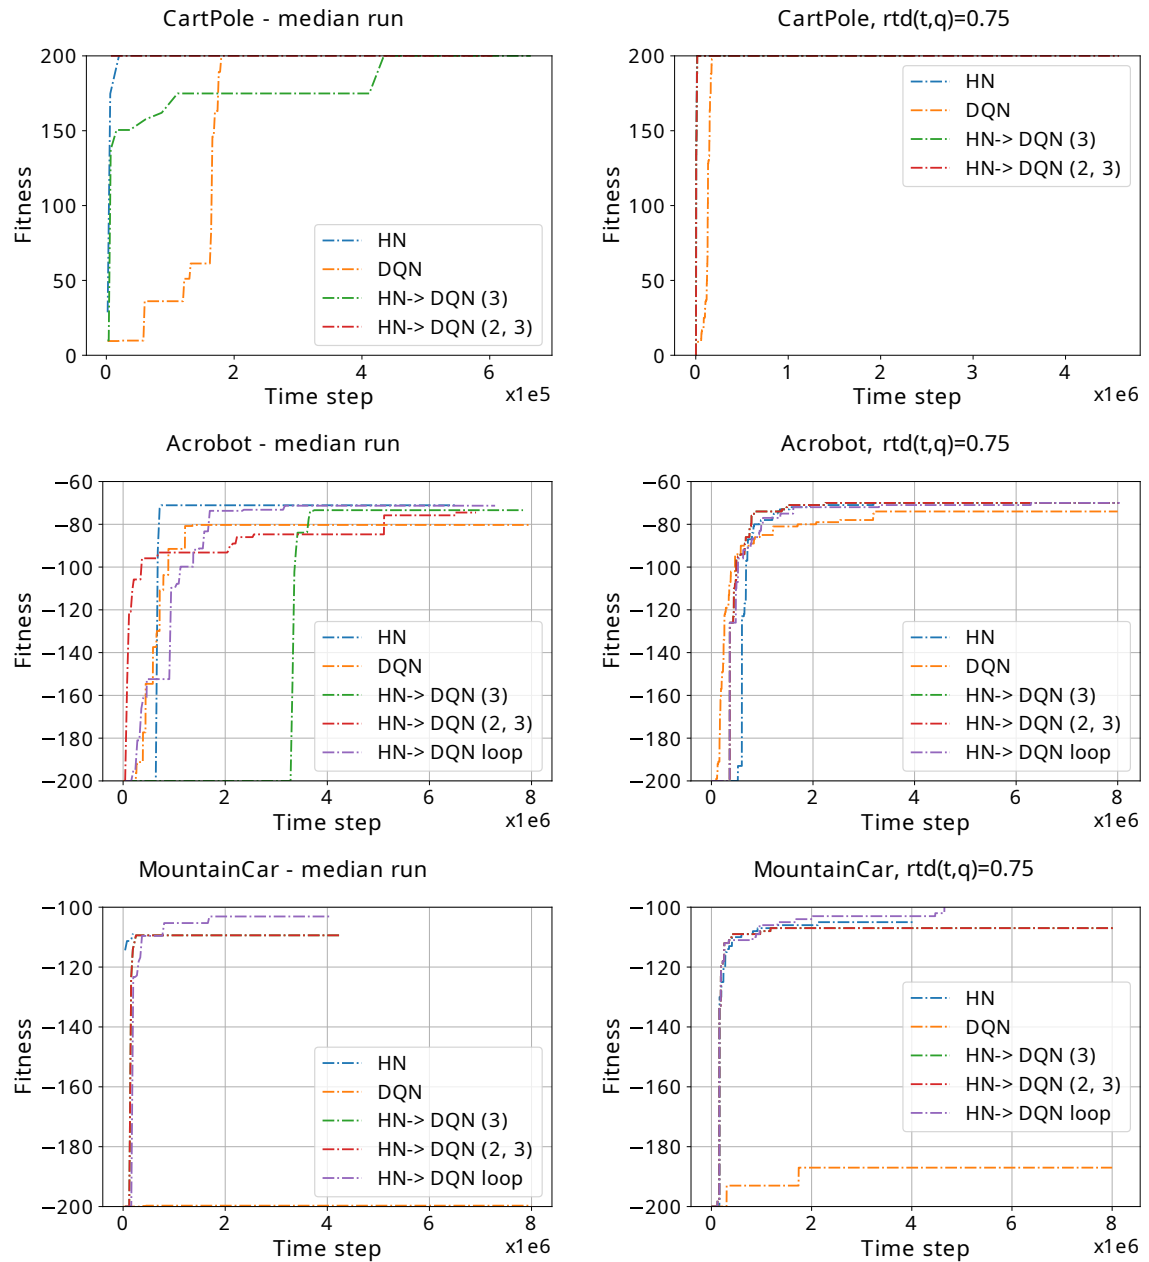 CartPole - median run
200
150
100
50
0
Fitness
HN
DQN
HN-> DQN (3)
HN-> DQN (2, 3)
0 2 4 6
x1e5
Time step
CartPole, rtd(t,q)=0.75
200
150
100
50
0
Fitness
HN
DQN
HN-> DQN (3)
HN-> DQN (2, 3)
0 1 2 3 4
x1e6
Time step
Acrobot - median run
−60
−80
−100
−120
−140
−160
−180
−200
Fitness
HN
DQN
HN-> DQN (3)
HN-> DQN (2, 3)
HN-> DQN loop
0 2 4 6 8
x1e6
Time step
Acrobot, rtd(t,q)=0.75
−60
−80
−100
−120
−140
−160
−180
−200
Fitness
HN
DQN
HN-> DQN (3)
HN-> DQN (2, 3)
HN-> DQN loop
0 2 4 6 8
x1e6
Time step
MountainCar - median run
−100
−120
−140
−160
−180
−200
Fitness
HN
DQN
HN-> DQN (3)
HN-> DQN (2, 3)
HN-> DQN loop
0 2 4 6 8
x1e6
Time step
MountainCar, rtd(t,q)=0.75
−100
−120
−140
−160
−180
−200
Fitness
HN
DQN
HN-> DQN (3)
HN-> DQN (2, 3)
HN-> DQN loop
0 2 4 6 8
x1e6
Time step